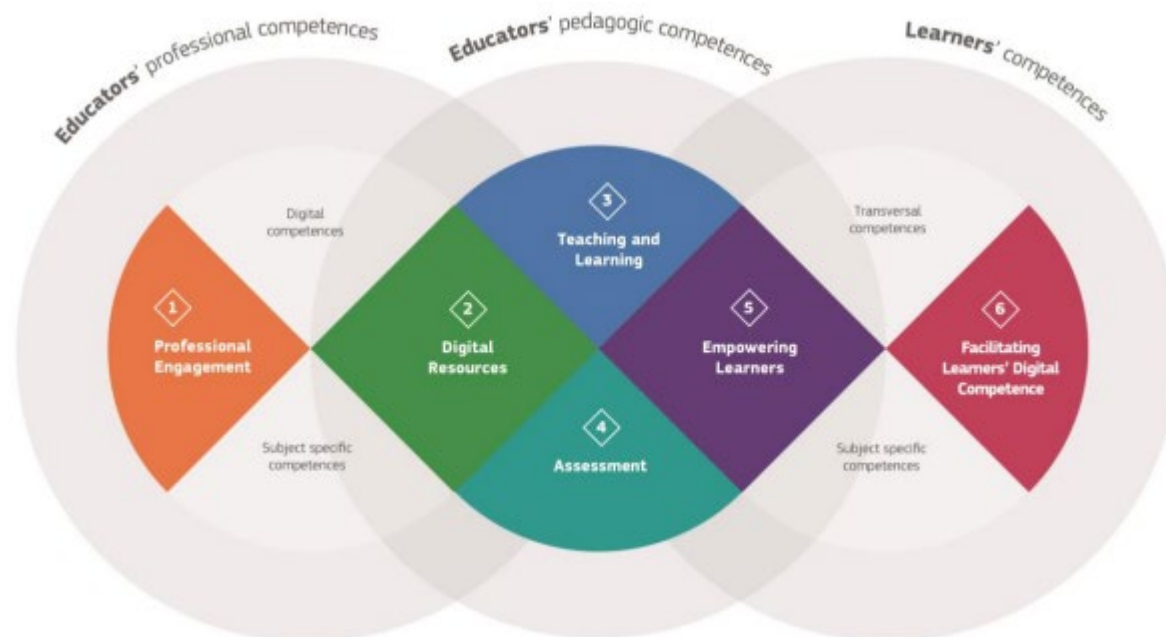 Educators' professional competences
Educators' pedagogic competences
Learners' competences
Digital
competences
Transversal
competences
1
Professional
Engagement
2
Digital
Resources
3
Teaching and
Learning
4
Assessment
5
Empowering
Learners
6
Facilitating
Learners' Digital
Competence
Subject specific
competences
Subject specific
competences